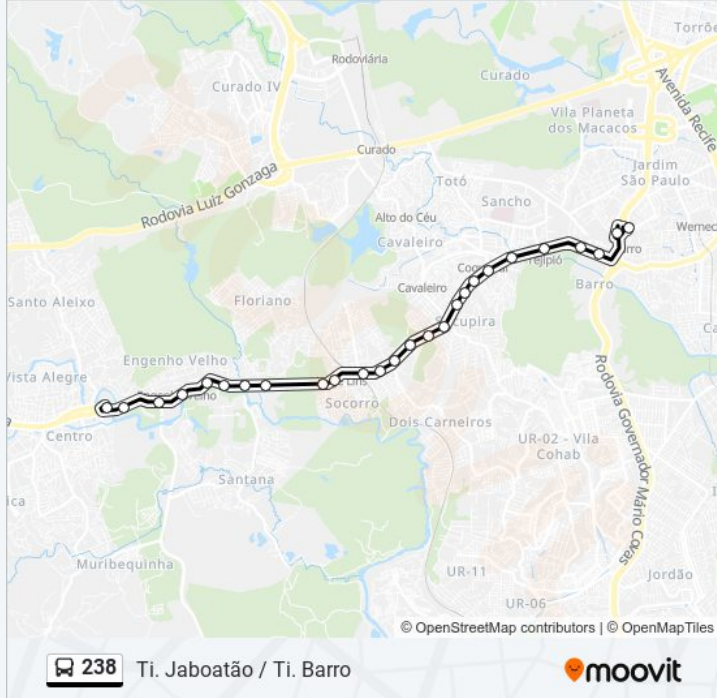 Torrõe
Rodoviária
Curado
Curado IV
Avenida Recife
Vila Planeta
dos Macacos
Curado
Jardim
São Paulo
Rodovia Luiz Gonzaga
Totó
Sancho
Alto do Céu
Cavaleiro
Wernec
Tejipió
Barro
Santo Aleixo
Floriano
Cavaleiro
Engenho Velho
Vista Alegre
Socorro
Dois Carneiros
Centro
UR-02 - Vila
Cohab
Rodovia Governador Mário Covas
Santana
Muribequinha
UR-11
Jordão
UR-06
© OpenStreetMap contributors | © OpenMapTiles
238 Ti. Jaboatão / Ti. Barro
moovit